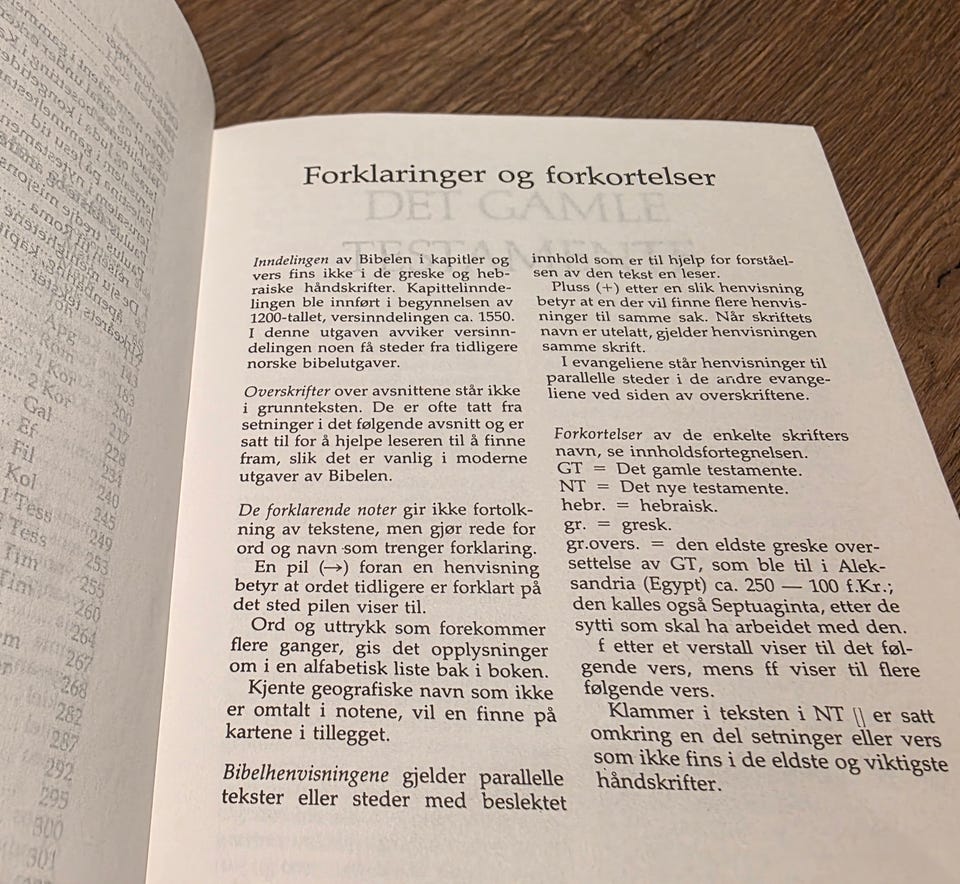 Forklaringer og forkortelser
DET GAMLE
TESTAMENTE
Inndelingen av Bibelen i kapitler og
vers fins ikke i de greske og heb-
raiske håndskrifter. Kapittelinnde-
lingen ble innført i begynnelsen av
1200-tallet, versinndelingen ca. 1550.
I denne utgaven avviker versinn-
delingen noen få steder fra tidligere
norske bibelutgaver.
Overskrifter over avsnittene står ikke
i grunnteksten. De er ofte tatt fra
setninger i det følgende avsnitt og er
satt til for å hjelpe leseren til å finne
fram, slik det er vanlig i moderne
utgaver av Bibelen.
De forklarende noter gir ikke fortolk-
ning av tekstene, men gjør rede for
ord og navn som trenger forklaring.
En pil (→) foran en henvisning
betyr at ordet tidligere er forklart på
det sted pilen viser til.
Ord og uttrykk som forekommer
flere ganger, gis det opplysninger
om i en alfabetisk liste bak i boken.
Kjente geografiske navn som ikke
er omtalt i notene, vil en finne på
kartene i tillegget.
Bibelhenvisningene gjelder parallelle
tekster eller steder med beslektet
innhold som er til hjelp for forståel-
sen av den tekst en leser.
Pluss (+) etter en slik henvisning
betyr at en der vil finne flere henvis-
ninger til samme sak. Når skriftets
navn er utelatt, gjelder henvisningen
samme skrift.
I evangeliene står henvisninger til
parallelle steder i de andre evange-
liene ved siden av overskriftene.
Forkortelser av de enkelte skrifters
navn, se innholdsfortegnelsen.
GT = Det gamle testamente.
NT = Det nye testamente.
hebr. = hebraisk.
gr. = gresk.
gr.overs. = den eldste greske over-
settelse av GT, som ble til i Alek-
sandria (Egypt) ca. 250 — 100 f.Kr.;
den kalles også Septuaginta, etter de
sytti som skal ha arbeidet med den.
f etter et verstall viser til det føl-
gende vers, mens ff viser til flere
følgende vers.
Klammer i teksten i NT [] er satt
omkring en del setninger eller vers
som ikke fins i de eldste og viktigste
håndskrifter.